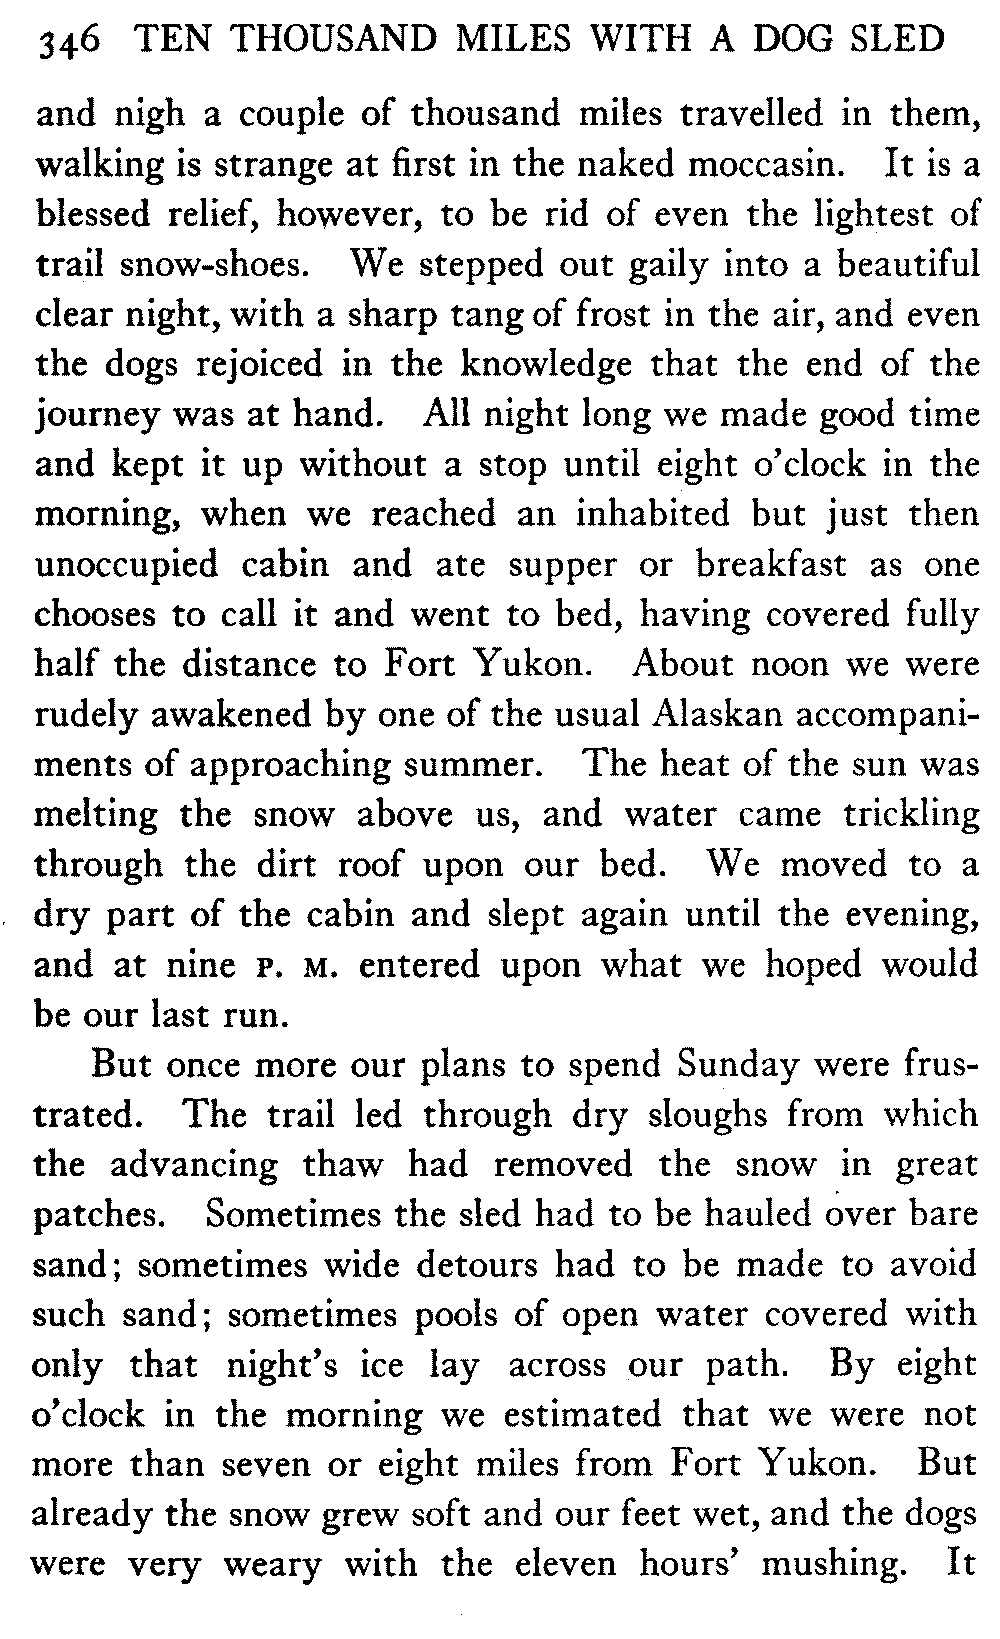 346 TEN THOUSAND MILES WITH A DOG SLED
and nigh a couple of thousand miles travelled in them,
walking is strange at first in the naked moccasin. It is a
blessed relief, however, to be rid of even the lightest of
trail snow-shoes. We stepped out gaily into a beautiful
clear night, with a sharp tang of frost in the air, and even
the dogs rejoiced in the knowledge that the end of the
journey was at hand. All night long we made good time
and kept it up without a stop until eight o'clock in the
morning, when we reached an inhabited but just then
unoccupied cabin and ate supper or breakfast as one
chooses to call it and went to bed, having covered fully
half the distance to Fort Yukon. About noon we were
rudely awakened by one of the usual Alaskan accompani-
ments of approaching summer. The heat of the sun was
melting the snow above us, and water came trickling
through the dirt roof upon our bed. We moved to a
dry part of the cabin and slept again until the evening,
and at nine P. M. entered upon what we hoped would
be our last run.
But once more our plans to spend Sunday were frus-
trated. The trail led through dry sloughs from which
the advancing thaw had removed the snow in great
patches. Sometimes the sled had to be hauled over bare
sand; sometimes wide detours had to be made to avoid
such sand; sometimes pools of open water covered with
only that night's ice lay across our path. By eight
o'clock in the morning we estimated that we were not
more than seven or eight miles from Fort Yukon. But
already the snow grew soft and our feet wet, and the dogs
were very weary with the eleven hours' mushing. It